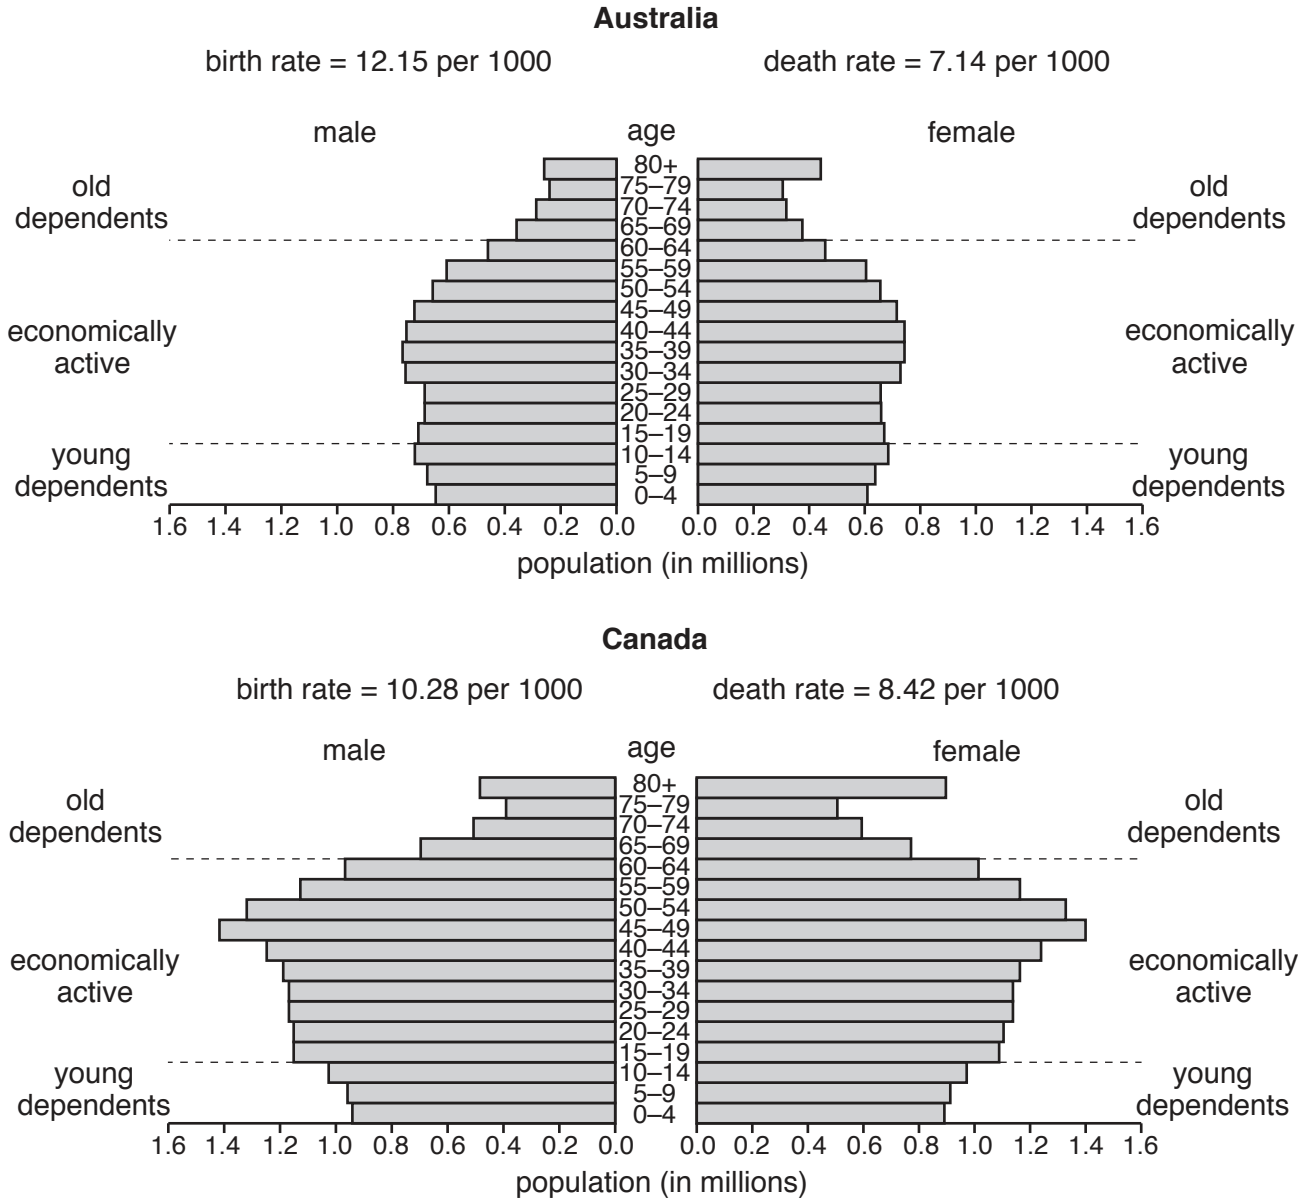 Australia
birth rate = 12.15 per 1000 death rate = 7.14 per 1000
male age female
80+
75–79
70–74
65–69
60–64
55–59
50–54
45–49
40–44
35–39
30–34
25–29
20–24
15–19
10–14
5–9
0–4
old
dependents
economically
active
young
dependents
old
dependents
economically
active
young
dependents
1.6 1.4 1.2 1.0 0.8 0.6 0.4 0.2 0.0 0.0 0.2 0.4 0.6 0.8 1.0 1.2 1.4 1.6
population (in millions)
Canada
birth rate = 10.28 per 1000 death rate = 8.42 per 1000
male age female
80+
75–79
70–74
65–69
60–64
55–59
50–54
45–49
40–44
35–39
30–34
25–29
20–24
15–19
10–14
5–9
0–4
old
dependents
economically
active
young
dependents
old
dependents
economically
active
young
dependents
1.6 1.4 1.2 1.0 0.8 0.6 0.4 0.2 0.0 0.0 0.2 0.4 0.6 0.8 1.0 1.2 1.4 1.6
population (in millions)